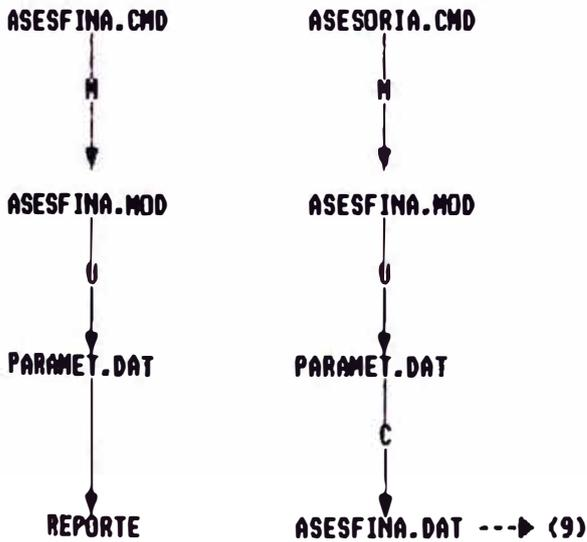 ASESFINA.CMD ASESORIA.CMD
M M
ASESFINA.MOD ASESFINA.MOD
U U
PARAMET.DAT PARAMET.DAT
C
REPORTE ASESFINA.DAT ---> (9)